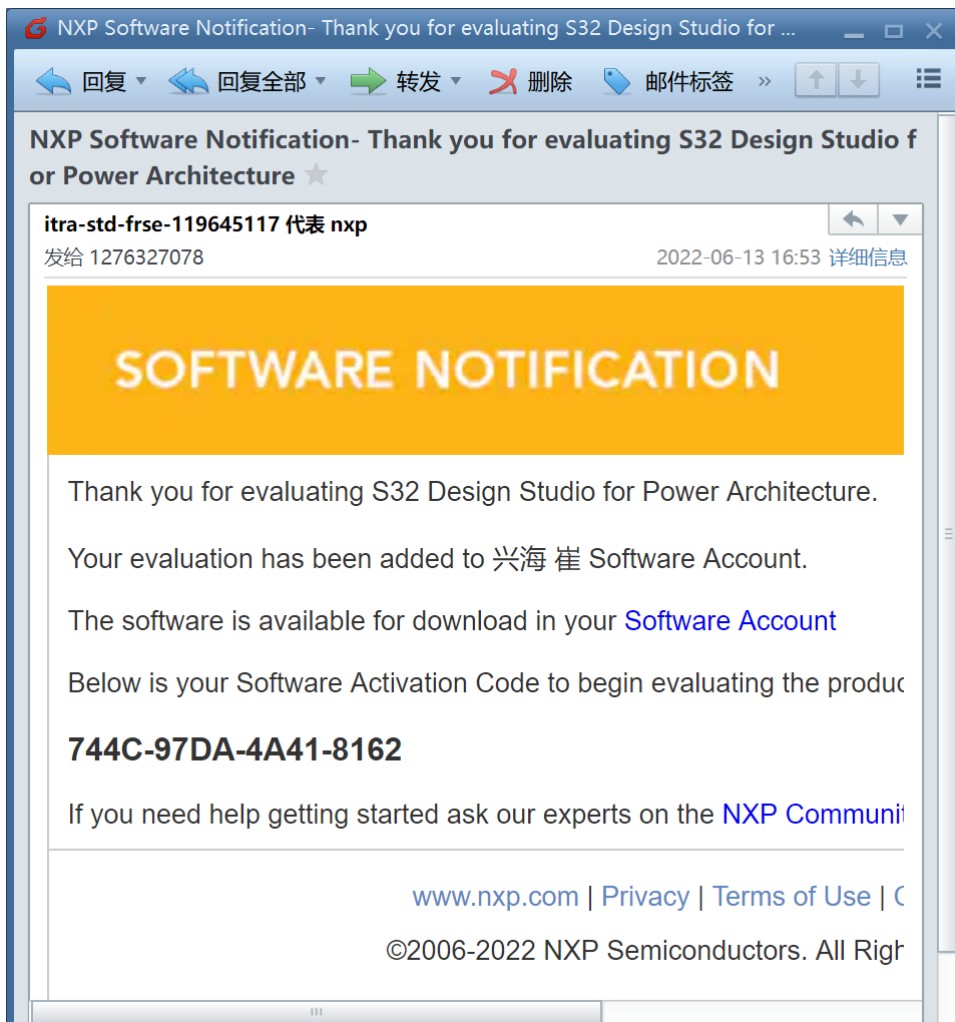 NXP Software Notification- Thank you for evaluating S32 Design Studio for ...
回复 回复全部 转发 删除 邮件标签 »
NXP Software Notification- Thank you for evaluating S32 Design Studio f
or Power Architecture
itra-std-frse-119645117 代表 nxp
发给 1276327078 2022-06-13 16:53 详细信息
SOFTWARE NOTIFICATION
Thank you for evaluating S32 Design Studio for Power Architecture.
Your evaluation has been added to 兴海 崔 Software Account.
The software is available for download in your Software Account
Below is your Software Activation Code to begin evaluating the produc
744C-97DA-4A41-8162
If you need help getting started ask our experts on the NXP Communit
www.nxp.com | Privacy | Terms of Use |
©2006-2022 NXP Semiconductors. All Righ